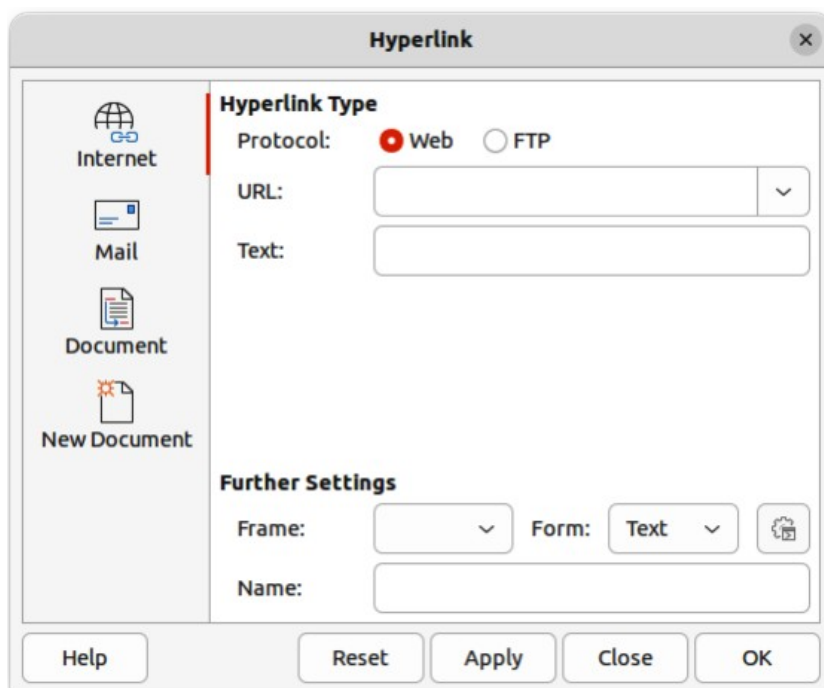 Hyperlink
Internet
Mail
Document
New Document
Hyperlink Type
Protocol: Web FTP
URL:
Text:
Further Settings
Frame: Form: Text
Name:
Help Reset Apply Close OK